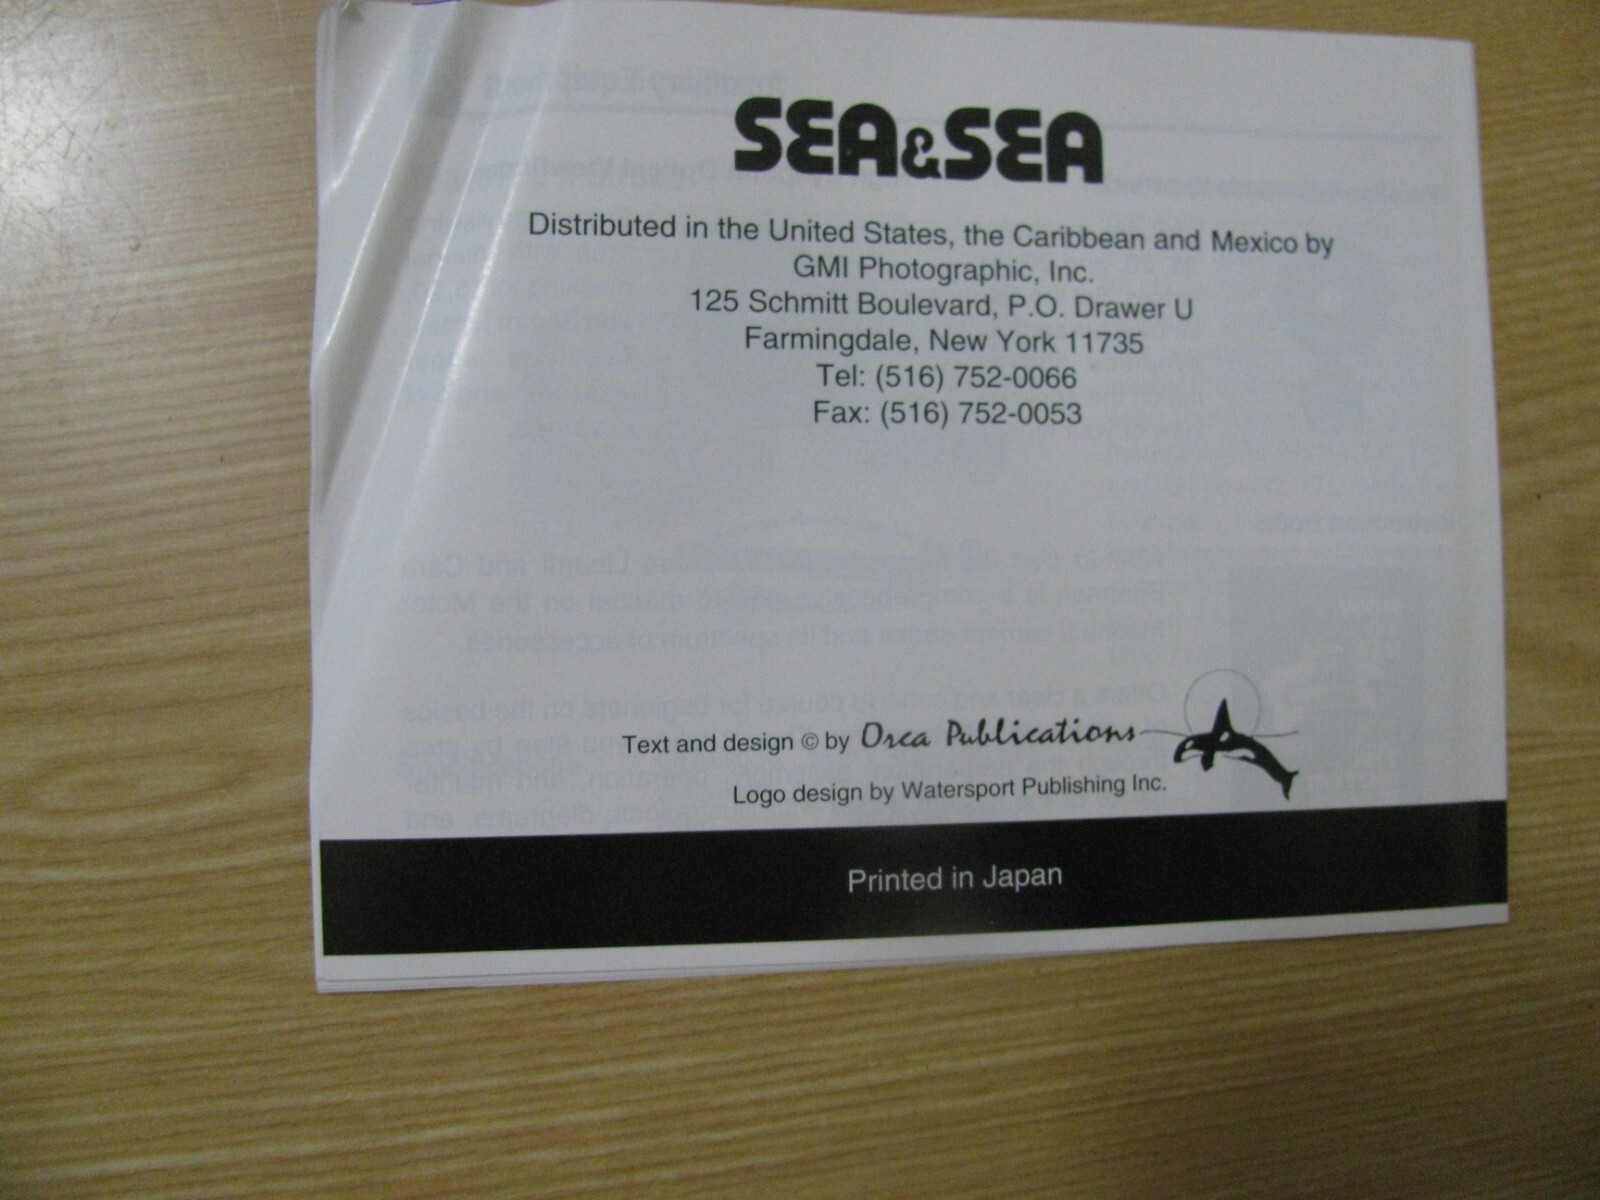 SEA&SEA
Distributed in the United States, the Caribbean and Mexico by
GMI Photographic, Inc.
125 Schmitt Boulevard, P.O. Drawer U
Farmingdale, New York 11735
Tel: (516) 752-0066
Fax: (516) 752-0053
Text and design © by Orca Publications
Logo design by Watersport Publishing Inc.
Printed in Japan